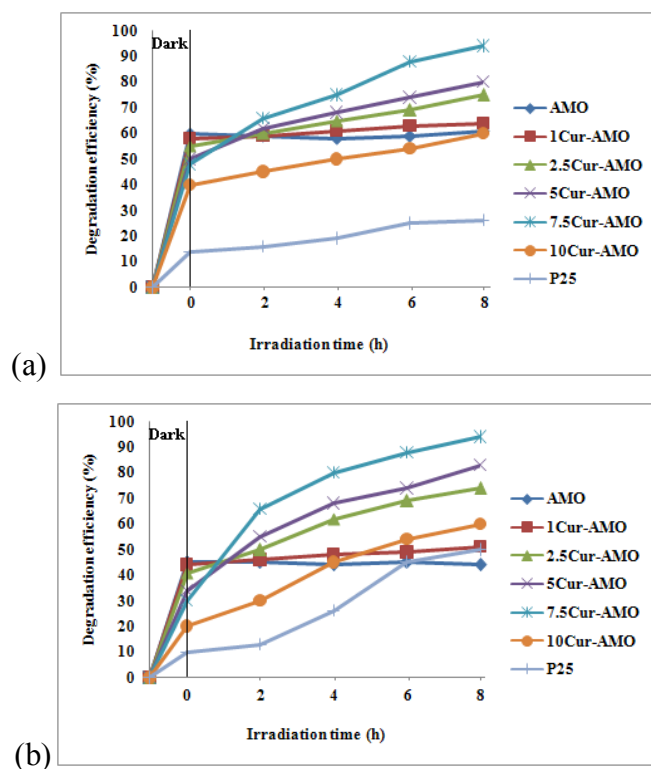 100
90
80
70
60
50
40
30
20
10
0
Degradation efficiency (%)
Dark
0 2 4 6 8
Irradiation time (h)
AMO
1Cur-AMO
2.5Cur-AMO
5Cur-AMO
7.5Cur-AMO
10Cur-AMO
P25
(a)
100
90
80
70
60
50
40
30
20
10
0
Degradation efficiency (%)
Dark
0 2 4 6 8
Irradiation time (h)
AMO
1Cur-AMO
2.5Cur-AMO
5Cur-AMO
7.5Cur-AMO
10Cur-AMO
P25
(b)